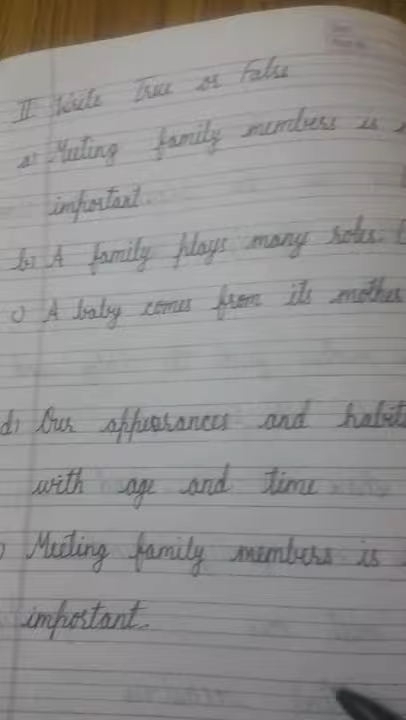 II Write True or False
a) Meeting family members is
important.
b) A family plays many roles. (
c) A baby comes from its mother
d) Our appearances and habits
with age and time
) Meeting family members is
important.